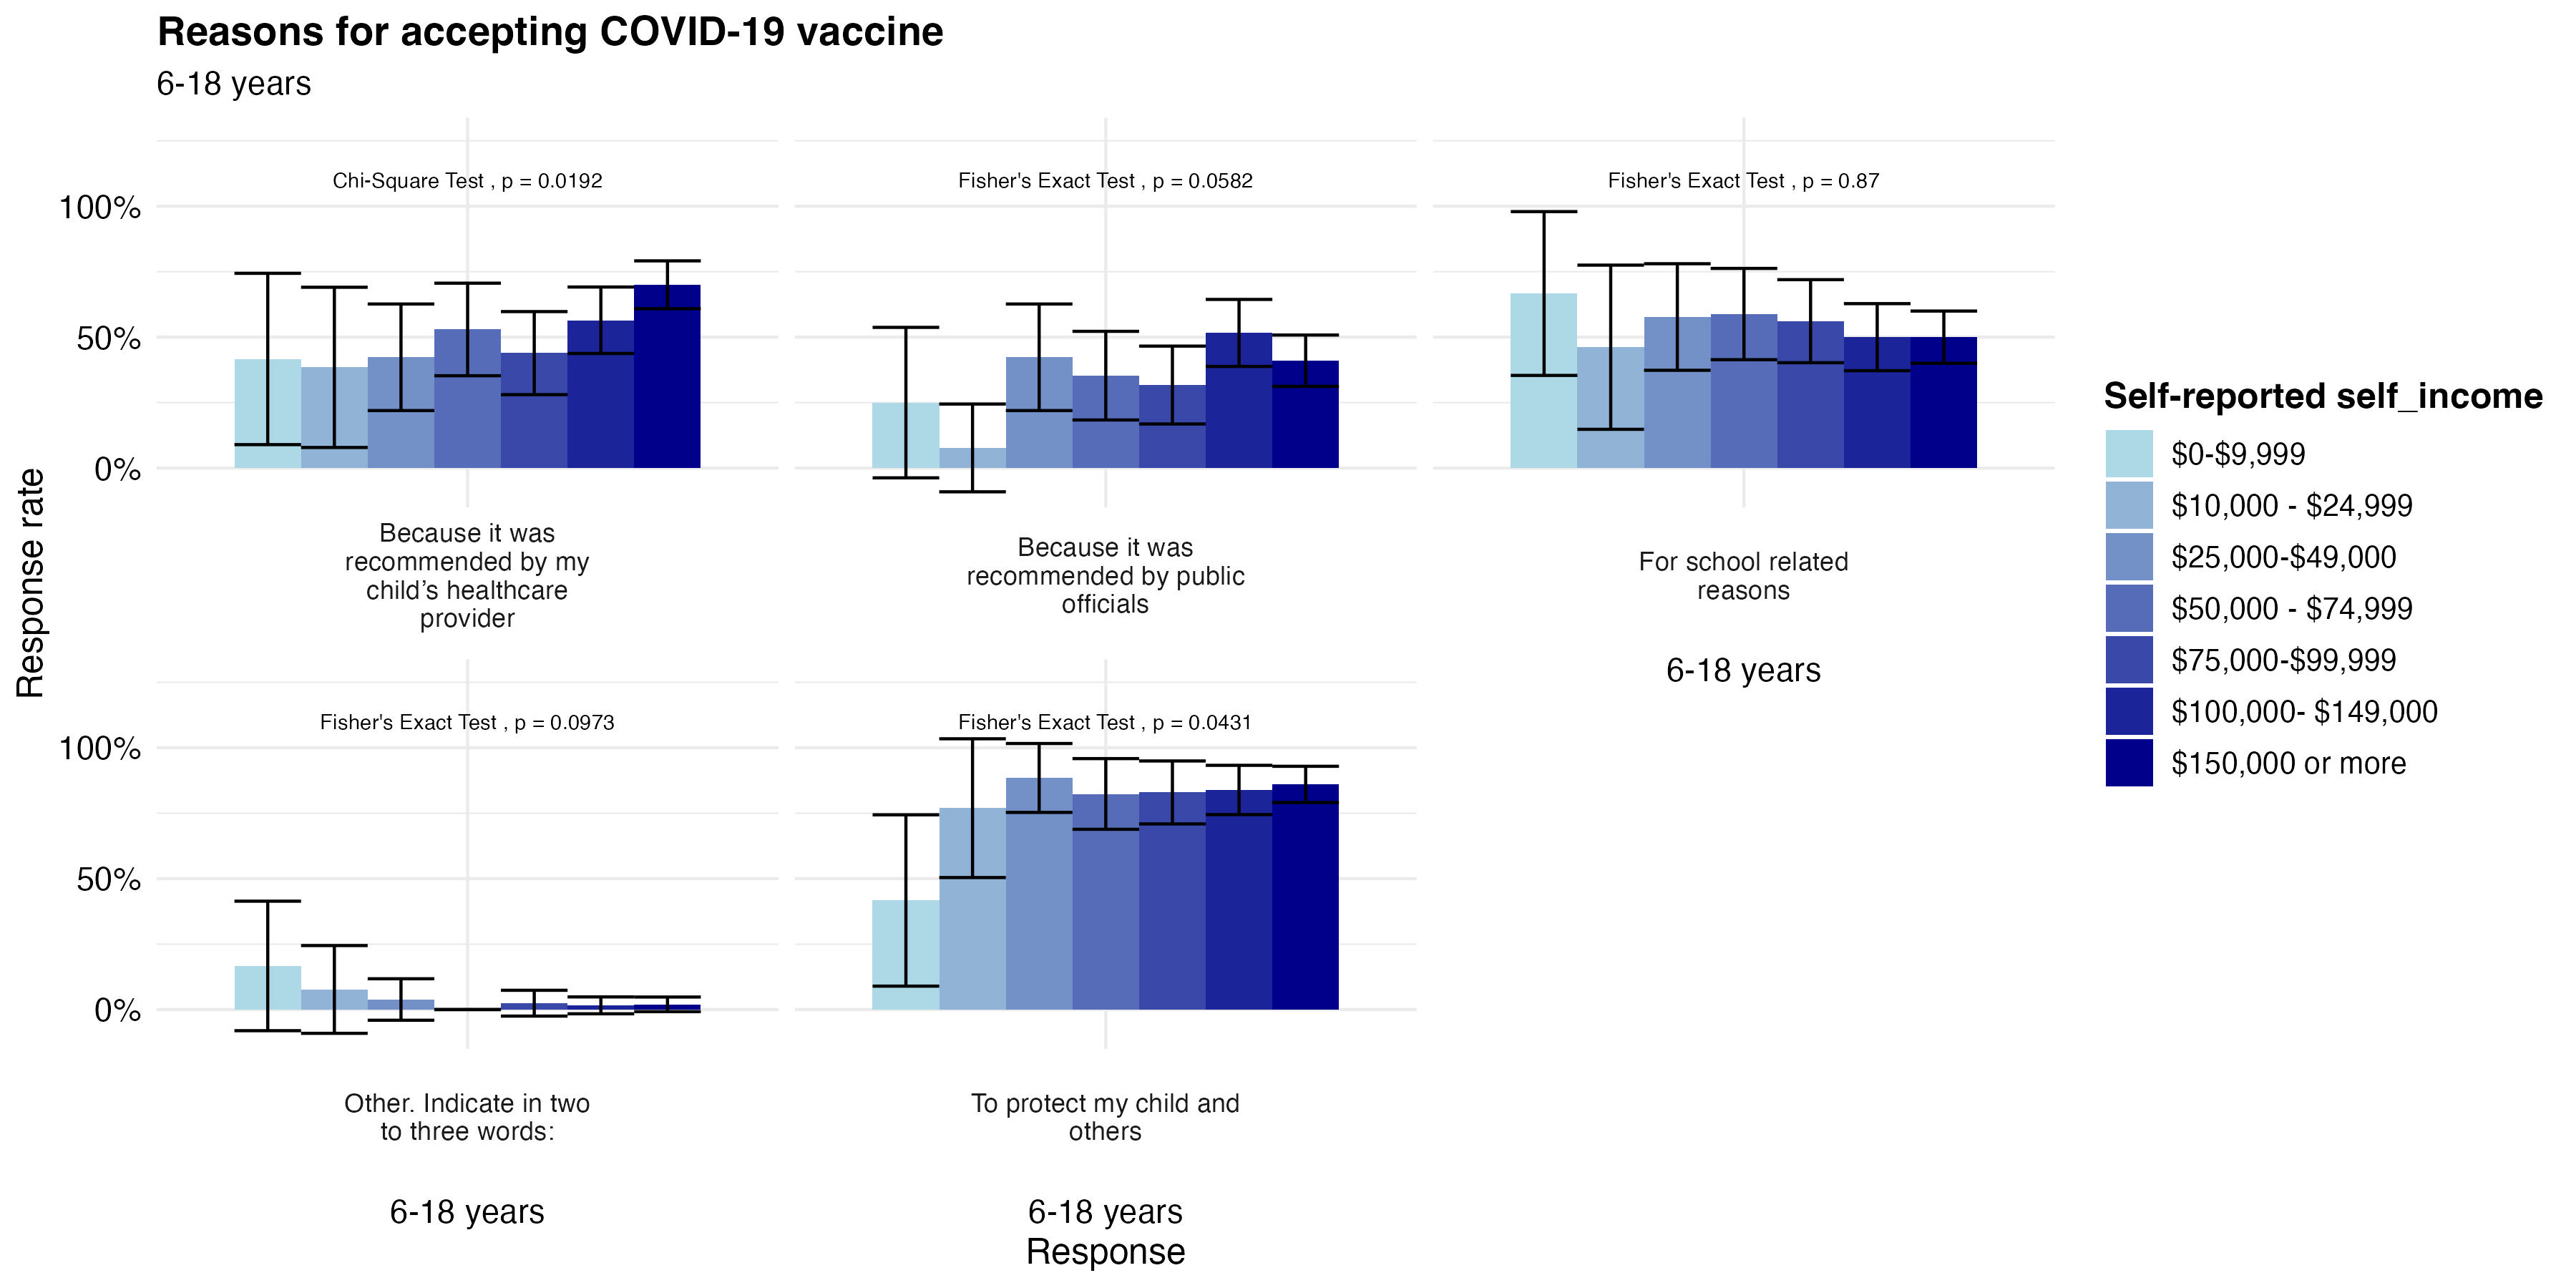 Reasons for accepting COVID-19 vaccine
6-18 years
Response rate
Chi-Square Test , p = 0.0192
100%
50%
0%
Because it was
recommended by my
child’s healthcare
provider
Fisher's Exact Test , p = 0.0582
Because it was
recommended by public
officials
Fisher's Exact Test , p = 0.87
For school related
reasons
6-18 years
Fisher's Exact Test , p = 0.0973
100%
50%
0%
Other. Indicate in two
to three words:
6-18 years
Fisher's Exact Test , p = 0.0431
To protect my child and
others
6-18 years
Response
Self-reported self_income
$0-$9,999
$10,000 - $24,999
$25,000-$49,000
$50,000 - $74,999
$75,000-$99,999
$100,000- $149,000
$150,000 or more